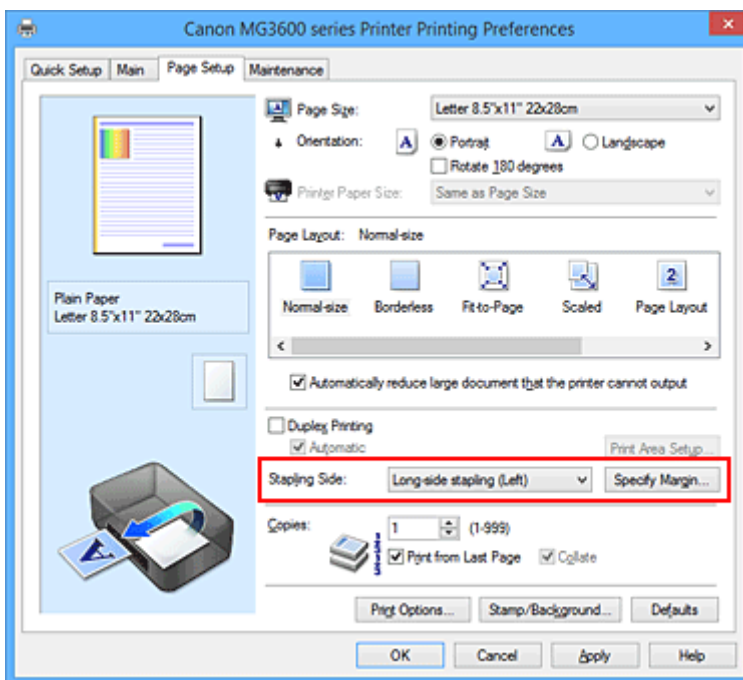 Canon MG3600 series Printer Printing Preferences
Quick Setup Main Page Setup Maintenance
Page Size: Letter 8.5"x11" 22x28cm
Orientation: A Portrait A Landscape
Rotate 180 degrees
Printer Paper Size: Same as Page Size
Page Layout: Normal-size
2
Normal-size Borderless Fit-to-Page Scaled Page Layout
Plain Paper
Letter 8.5"x11" 22x28cm
Automatically reduce large document that the printer cannot output
Duplex Printing
Automatic Print Area Setup...
Stapling Side: Long-side stapling (Left) Specify Margin...
Copies: 1 (1-999)
Print from Last Page Collate
A
Print Options... Stamp/Background... Defaults
OK Cancel Apply Help